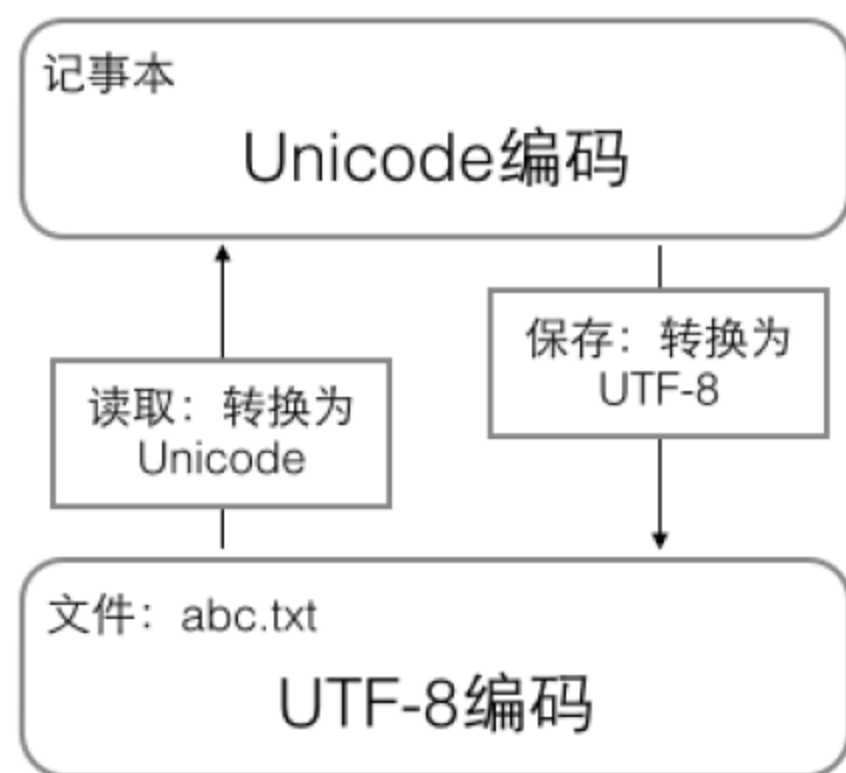 记事本
Unicode编码
保存：转换为
UTF-8
读取：转换为
Unicode
文件：abc.txt
UTF-8编码